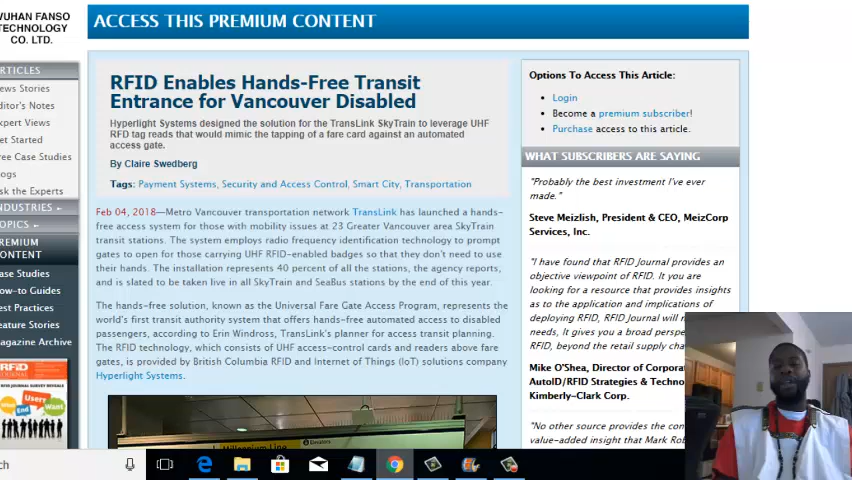 WUHAN FANSO
TECHNOLOGY
CO. LTD.
ACCESS THIS PREMIUM CONTENT
RFID Enables Hands-Free Transit
Entrance for Vancouver Disabled
Hyperlight Systems designed the solution for the TransLink SkyTrain to leverage UHF
RFD tag reads that would mimic the tapping of a fare card against an automated
access gate.
By Claire Swedberg
Tags: Payment Systems, Security and Access Control, Smart City, Transportation
Feb 04, 2018—Metro Vancouver transportation network TransLink has launched a hands-
free access system for those with mobility issues at 23 Greater Vancouver area SkyTrain
transit stations. The system employs radio frequency identification technology to prompt
gates to open for those carrying UHF RFID-enabled badges so that they don't need to use
their hands. The installation represents 40 percent of all the stations, the agency reports,
and is slated to be taken live in all SkyTrain and SeaBus stations by the end of this year.
The hands-free solution, known as the Universal Fare Gate Access Program, represents the
world's first transit authority system that offers hands-free automated access to disabled
passengers, according to Erin Windross, TransLink's planner for access transit planning.
The RFID technology, which consists of UHF access-control cards and readers above fare
gates, is provided by British Columbia RFID and Internet of Things (IoT) solutions company
Hyperlight Systems.
Millennium Line
Elevators
Options To Access This Article:
Login
Become a premium subscriber!
Purchase access to this article.
WHAT SUBSCRIBERS ARE SAYING
"Probably the best investment I've ever
made."
Steve Meizlish, President & CEO, MeizCorp
Services, Inc.
"I have found that RFID Journal provides an
objective viewpoint of RFID. It you are
looking for a resource that provides insights
as to the application and implications of
deploying RFID, RFID Journal will
needs, It gives you a broad
RFID, beyond the retail supply
Mike O'Shea, Director of
AutoID/RFID Strategies &
Kimberly-Clark Corp.
"No other source provides the
value-added insight that Mark
ARTICLES
News Stories
Editor's Notes
Expert Views
Get Started
Free Case Studies
Blogs
Ask the Experts
INDUSTRIES
TOPICS
PREMIUM
CONTENT
Case Studies
How-to Guides
Best Practices
Feature Stories
Magazine Archive
RFID
What
End
Users
Want